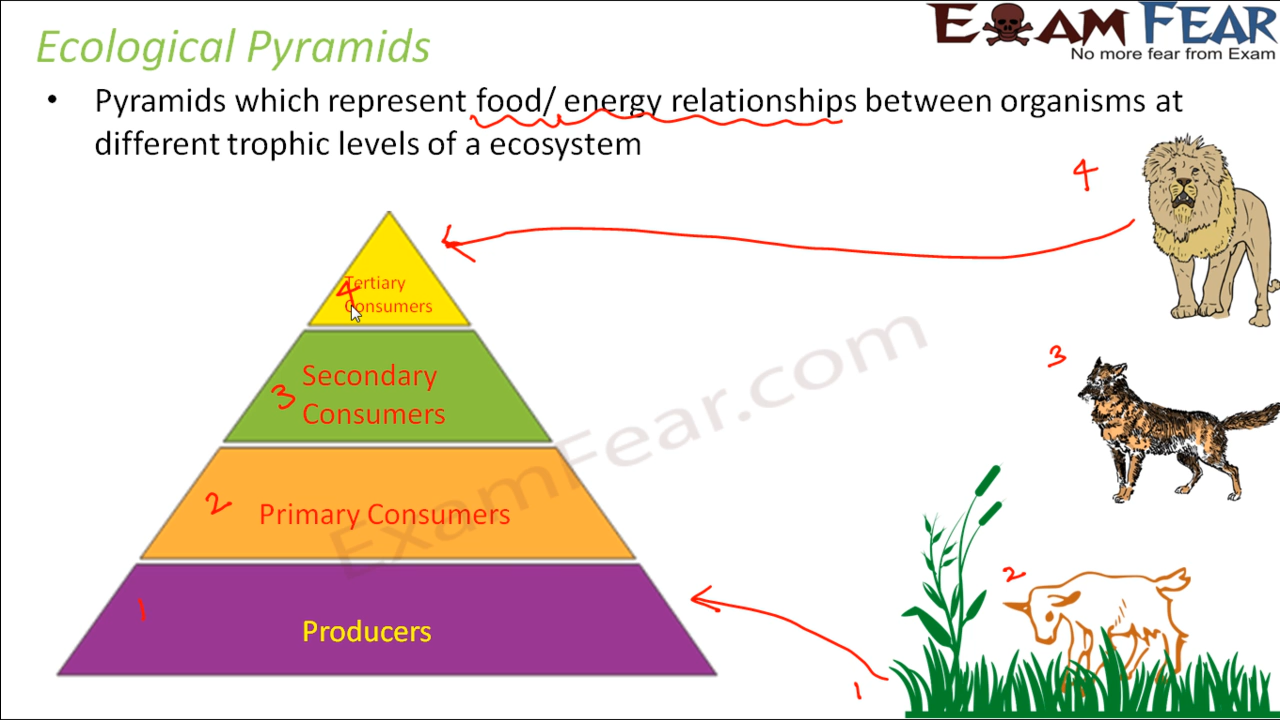 Ecological Pyramids
EXAM FEAR
No more fear from Exam
• Pyramids which represent food/ energy relationships between organisms at
different trophic levels of a ecosystem
4
Tertiary
4
Consumers
3
Secondary
3
Consumers
2
Primary Consumers
2
1
Producers
1
ExamFear.com